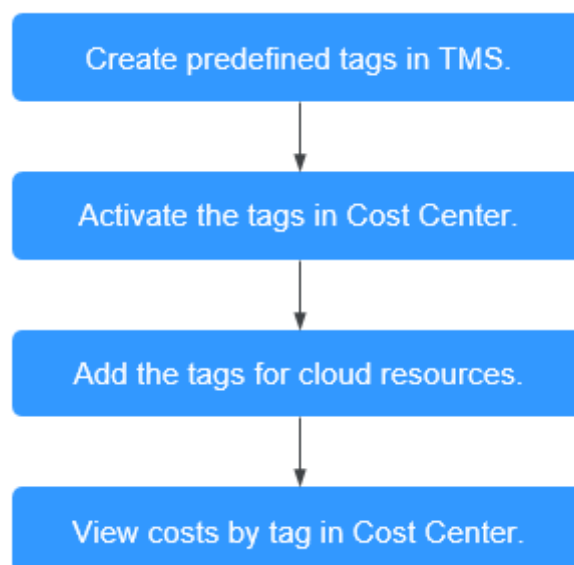 Create predefined tags in TMS.
Activate the tags in Cost Center.
Add the tags for cloud resources.
View costs by tag in Cost Center.